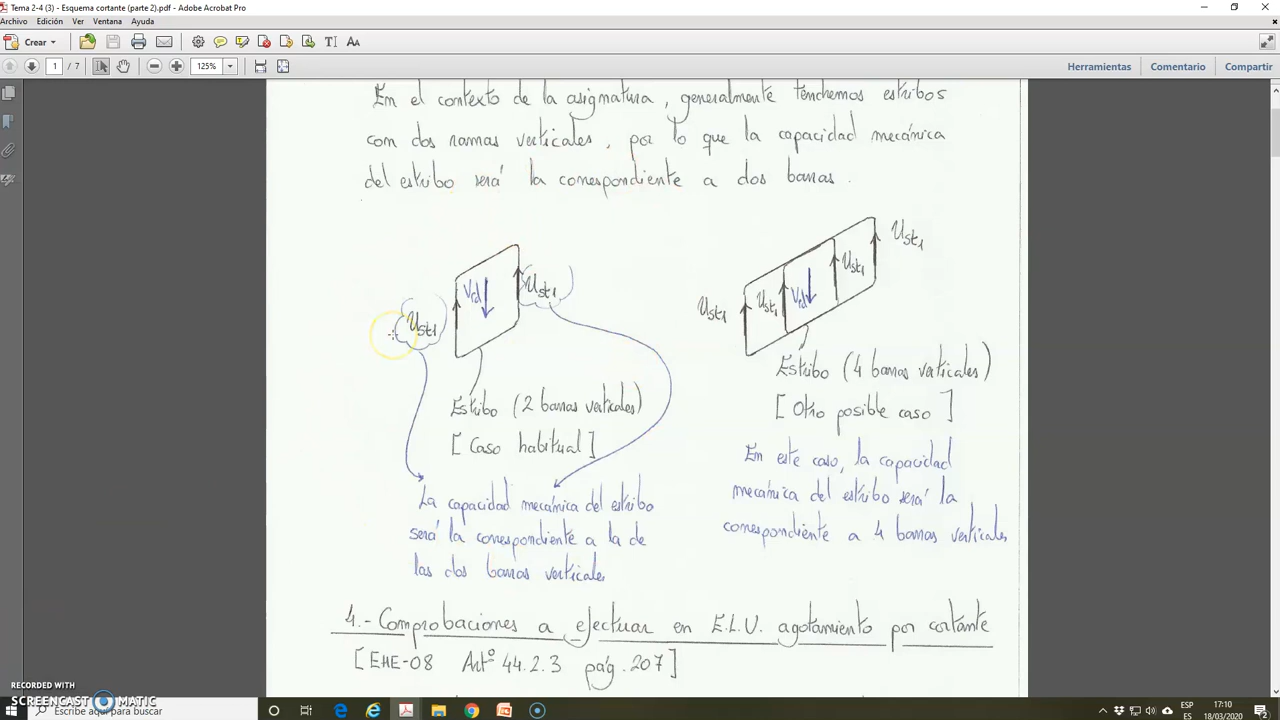 Tema 2-4 (3) - Esquema cortante (parte 2).pdf - Adobe Acrobat Pro
Archivo Edición Ver Ventana Ayuda
Crear
1 / 7 125% Herramientas Comentario Compartir
En el contexto de la asignatura, generalmente tendremos estribos
con dos ramas verticales, por lo que la capacidad mecánica
del estribo será la correspondiente a dos barras.
Ust1
Vrd
Ust1
Estribo (2 barras verticales)
[Caso habitual]
La capacidad mecánica del estribo
será la correspondiente a la de
las dos barras verticales
Ust1
Ust1
Vrd
Ust1
Ust1
Estribo (4 barras verticales)
[Otro posible caso]
En este caso, la capacidad
mecánica del estribo será la
correspondiente a 4 barras verticales
4.- Comprobaciones a efectuar en E.L.U. agotamiento por cortante
[EHE-08 Artº 44.2.3 pág. 207]
RECORDED WITH
SCREENCAST MATIC
Escribe aquí para buscar
ESP
ES
17:10
18/03/2020
2